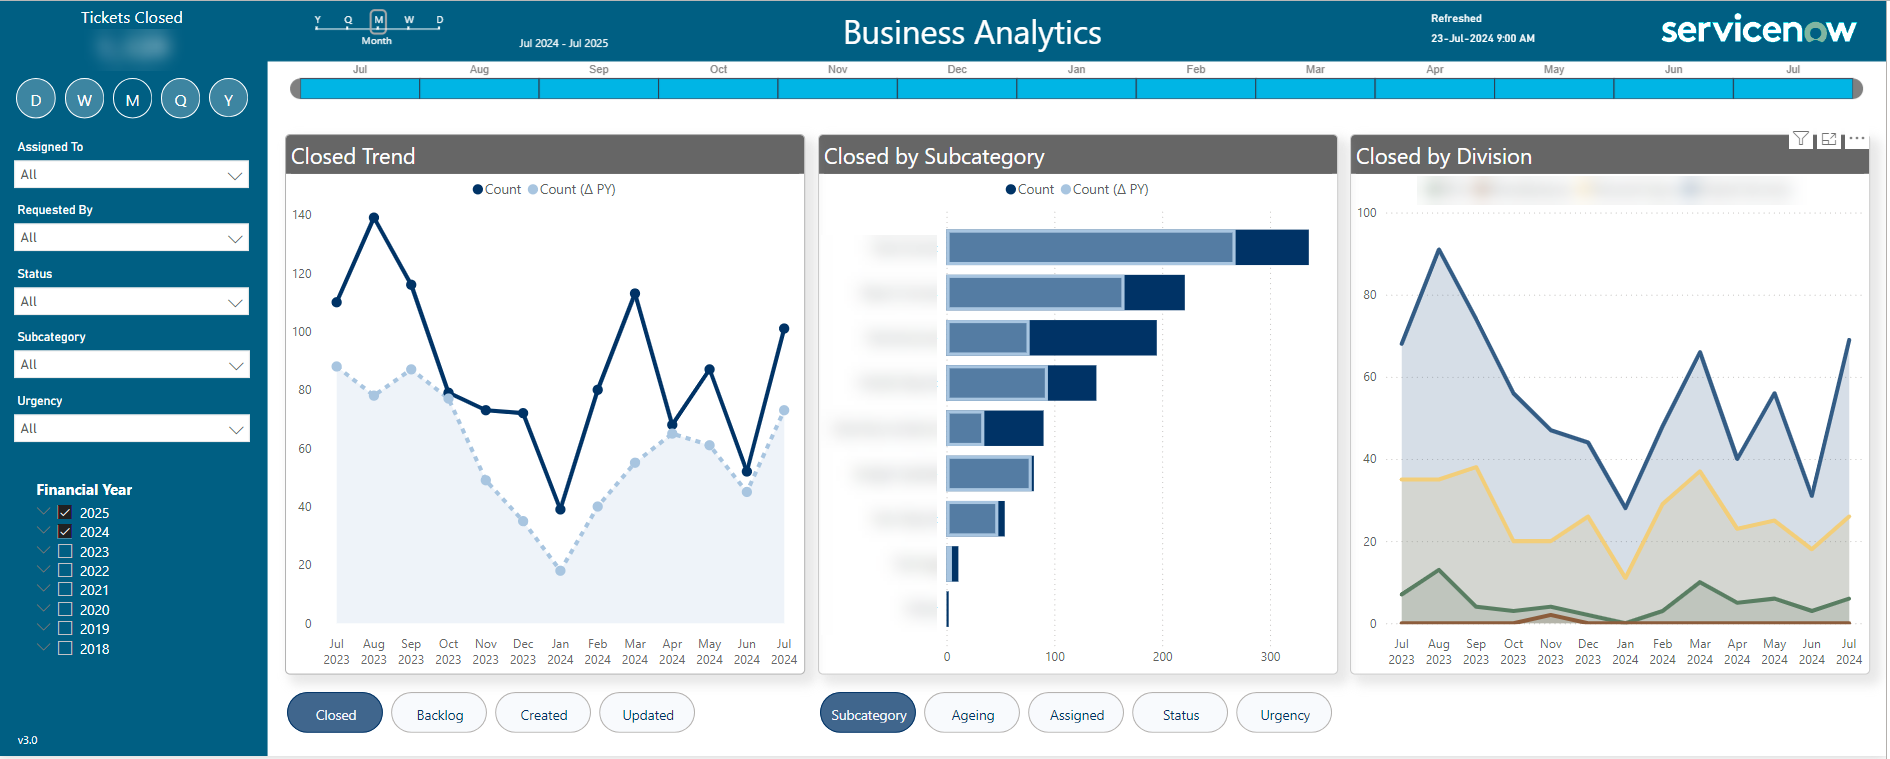 Tickets Closed
D W M Q Y
Assigned To
All
Requested By
All
Status
All
Subcategory
All
Urgency
All
Financial Year
2025
2024
2023
2022
2021
2020
2019
2018
v3.0
Y Q M W D
Month
Jul 2024 - Jul 2025
Business Analytics
Refreshed
23-Jul-2024 9:00 AM
servicenow
Jul Aug Sep Oct Nov Dec Jan Feb Mar Apr May Jun Jul
Closed Trend
Count Count (Δ PY)
140
120
100
80
60
40
20
0
Jul Aug Sep Oct Nov Dec Jan Feb Mar Apr May Jun Jul
2023 2023 2023 2023 2023 2023 2024 2024 2024 2024 2024 2024 2024
Closed by Subcategory
Count Count (Δ PY)
0 100 200 300
Closed by Division
100
80
60
40
20
0
Jul Aug Sep Oct Nov Dec Jan Feb Mar Apr May Jun Jul
2023 2023 2023 2023 2023 2023 2024 2024 2024 2024 2024 2024 2024
Closed Backlog Created Updated
Subcategory Ageing Assigned Status Urgency